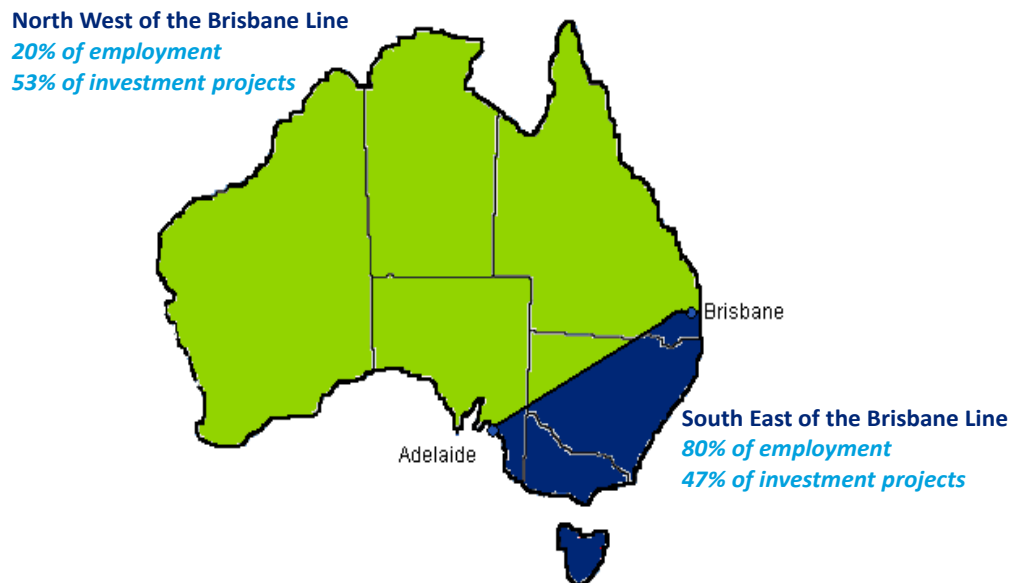 North West of the Brisbane Line
20% of employment
53% of investment projects
Brisbane
Adelaide
South East of the Brisbane Line
80% of employment
47% of investment projects